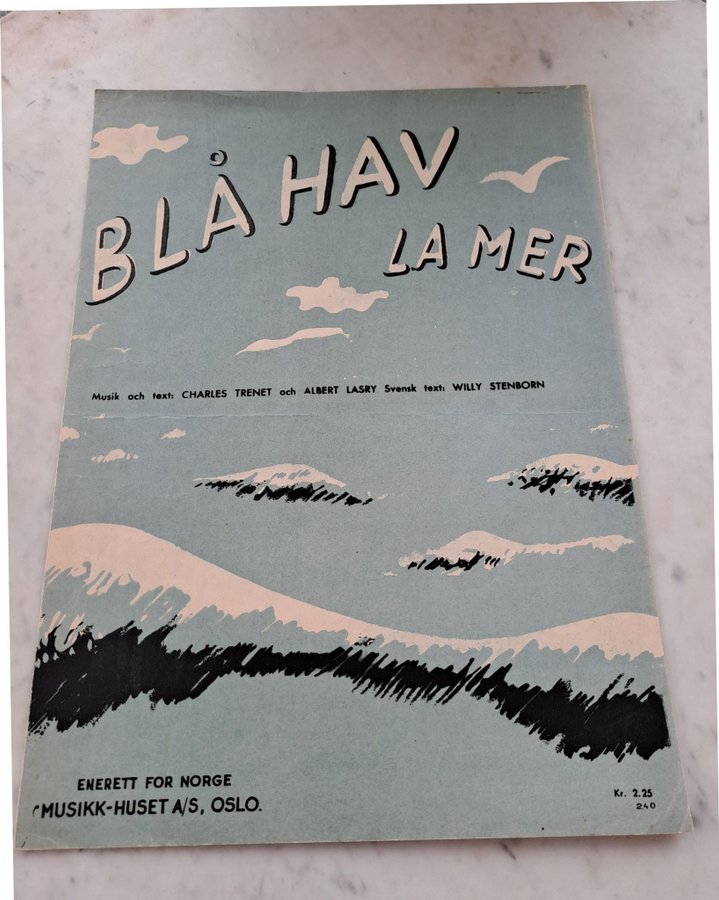 BLÅ HAV
LA MER
Musik och text: CHARLES TRENET och ALBERT LASRY Svensk text: WILLY STENBORN
ENERETT FOR NORGE
MUSIKK-HUSET A/S, OSLO.
Kr. 2.25
240